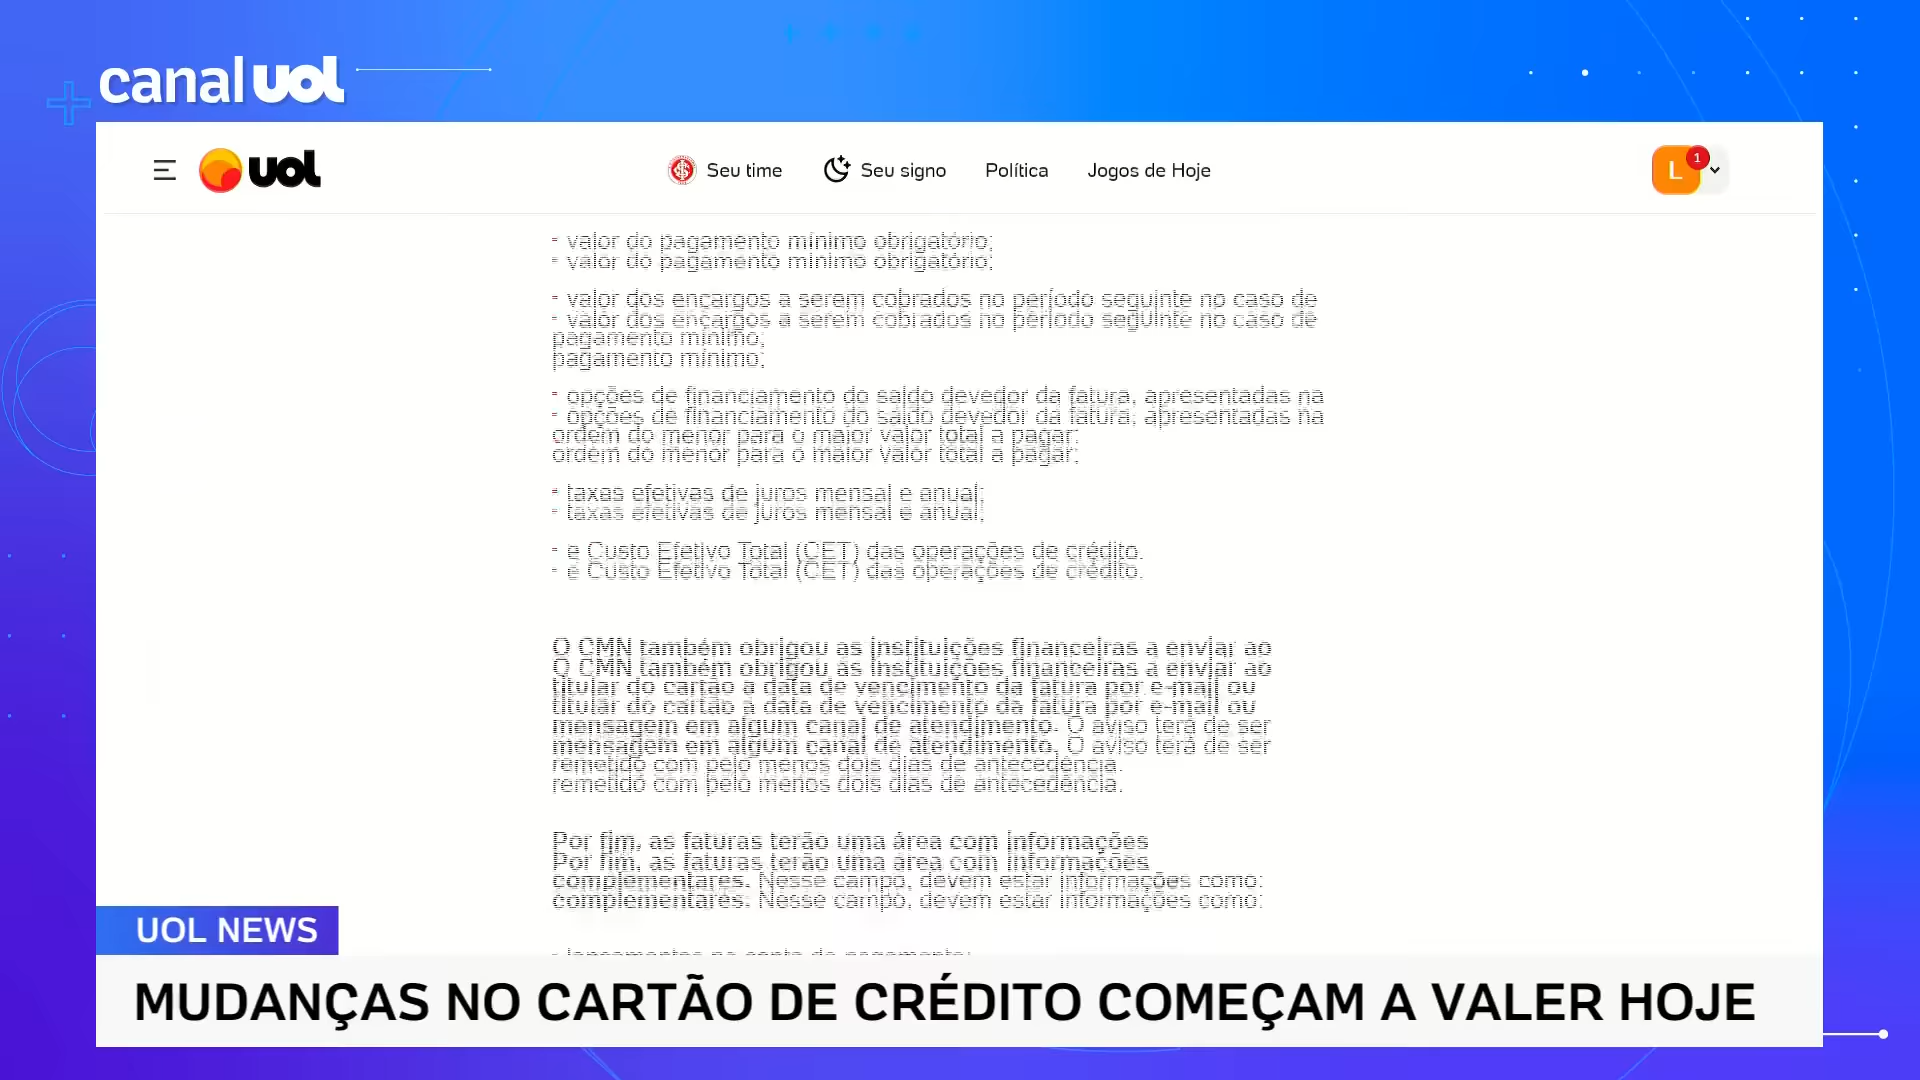 canal uol
uol
Seu time
Seu signo
Política
Jogos de Hoje
L
1
- valor do pagamento mínimo obrigatório;
- valor dos encargos a serem cobrados no período seguinte no caso de
pagamento mínimo;
- opções de financiamento do saldo devedor da fatura, apresentadas na
ordem do menor para o maior valor total a pagar;
- taxas efetivas de juros mensal e anual;
- e Custo Efetivo Total (CET) das operações de crédito.
O CMN também obrigou as instituições financeiras a enviar ao
titular do cartão a data de vencimento da fatura por e-mail ou
mensagem em algum canal de atendimento. O aviso terá de ser
remetido com pelo menos dois dias de antecedência.
Por fim, as faturas terão uma área com informações
complementares. Nesse campo, devem estar informações como:
- lançamentos na conta de pagamento;
UOL NEWS
MUDANÇAS NO CARTÃO DE CRÉDITO COMEÇAM A VALER HOJE